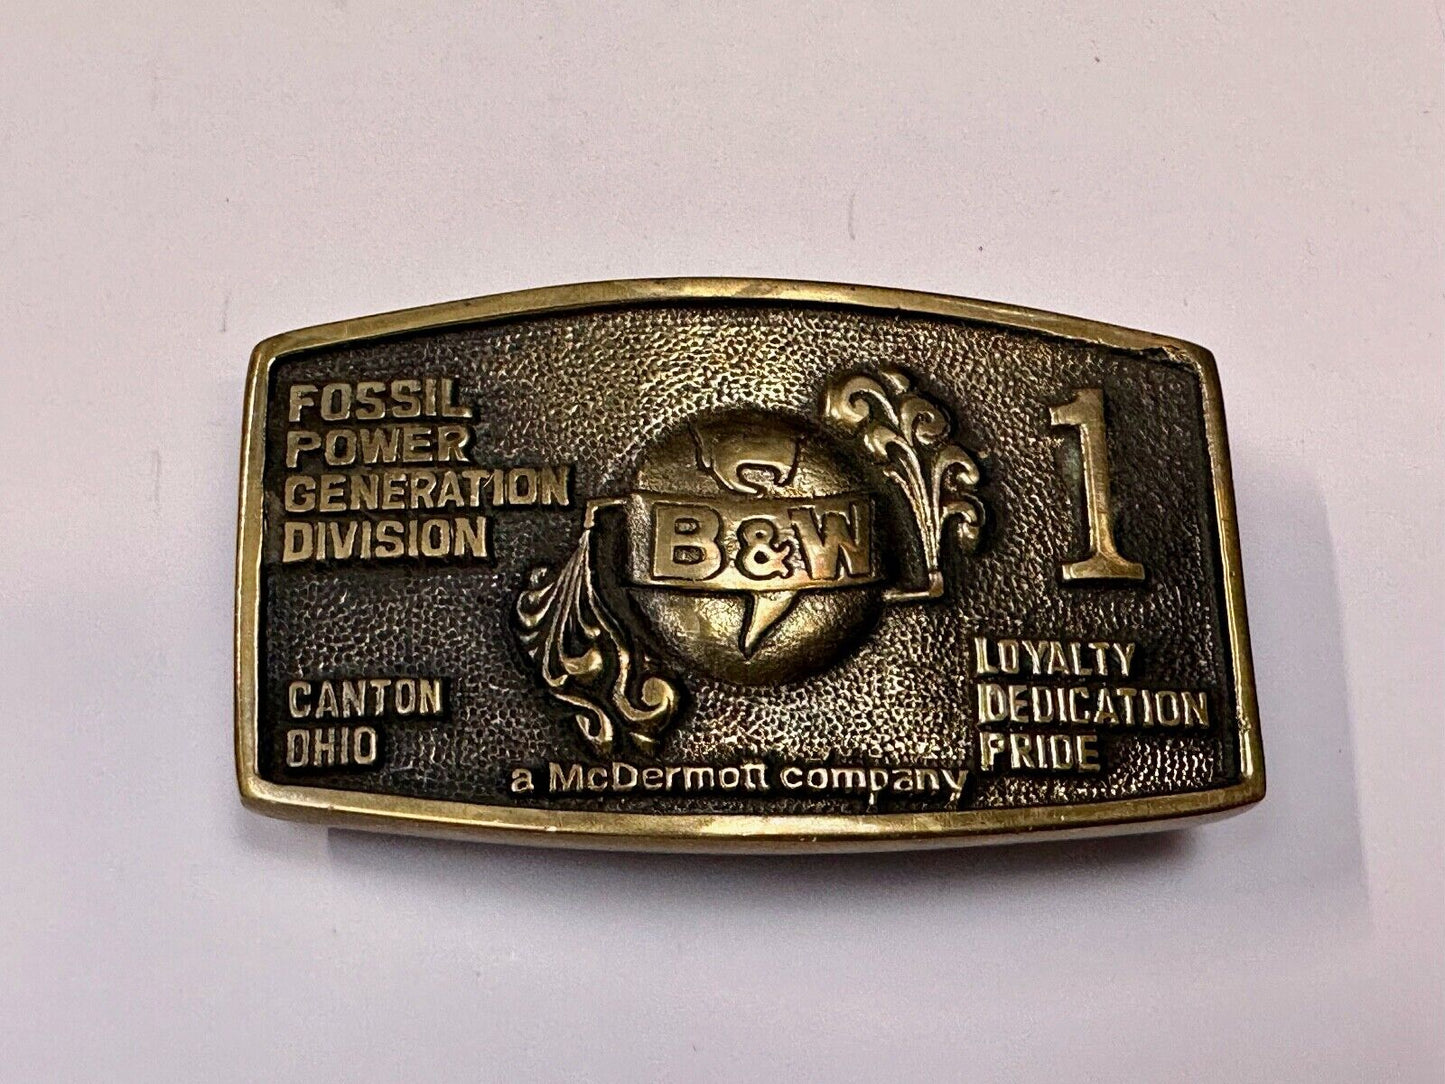 FOSSIL
POWER
GENERATION
DIVISION
CANTON
OHIO
B&W
a McDermott company
1
LOYALTY
DEDICATION
PRIDE